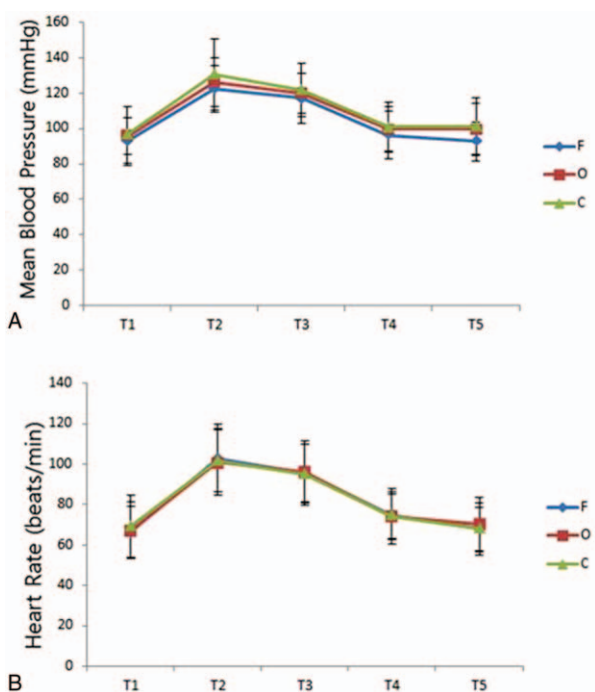 Mean Blood Pressure (mmHg)
160
140
120
100
80
60
40
20
0
T1 T2 T3 T4 T5
F
O
C
A
Heart Rate (beats/min)
140
120
100
80
60
40
20
0
T1 T2 T3 T4 T5
F
O
C
B